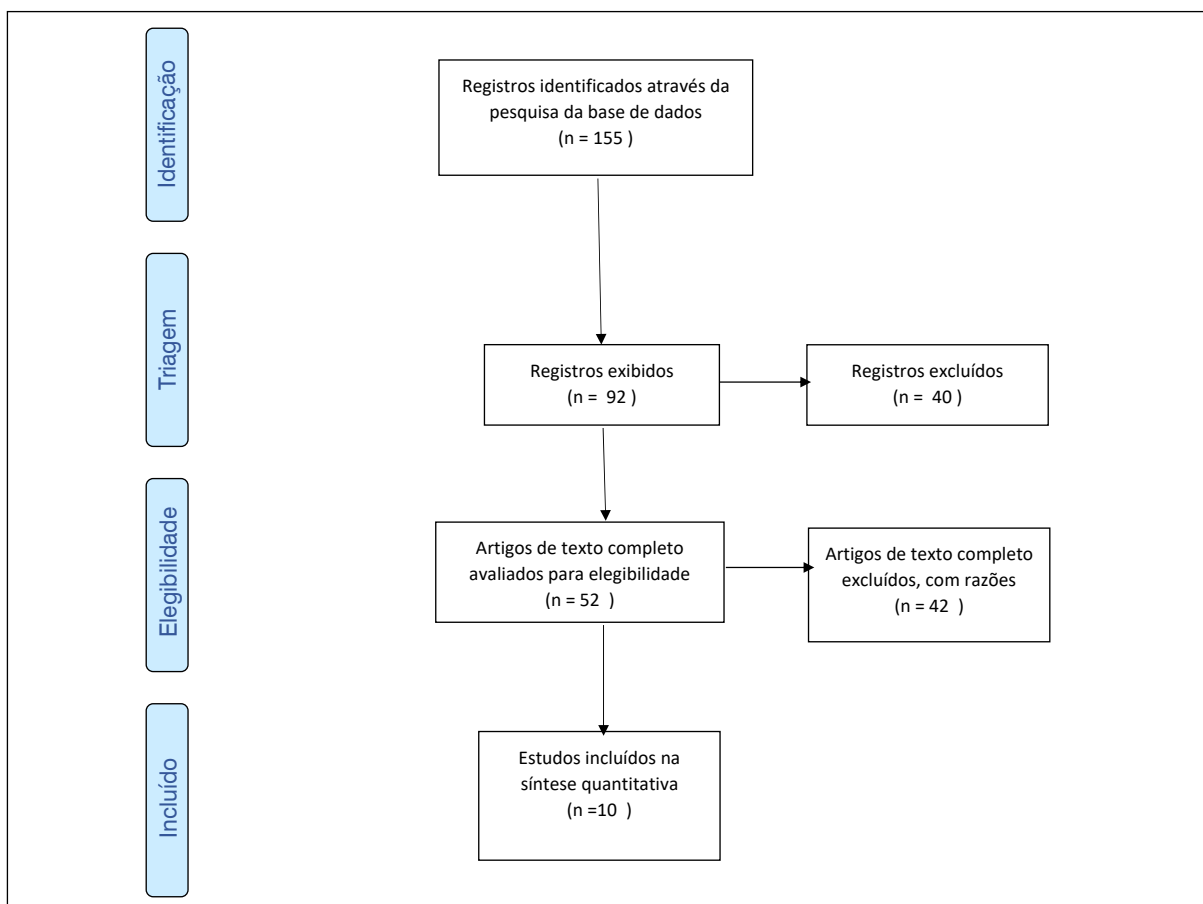 Identificação
Registros identificados através da
pesquisa da base de dados
(n = 155 )
Triagem
Registros exibidos
(n = 92 )
Registros excluídos
(n = 40 )
Elegibilidade
Artigos de texto completo
avaliados para elegibilidade
(n = 52 )
Artigos de texto completo
excluídos, com razões
(n = 42 )
Incluído
Estudos incluídos na
síntese quantitativa
(n =10 )